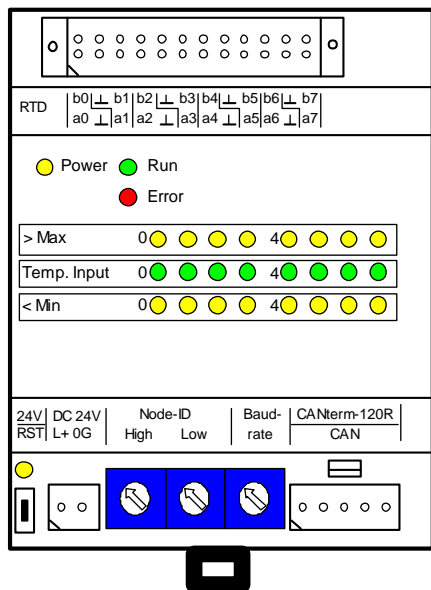 RTD b0 ⊥ b1 b2 ⊥ b3 b4 ⊥ b5 b6 ⊥ b7
a0 ⊥ a1 a2 ⊥ a3 a4 ⊥ a5 a6 ⊥ a7
Power Run
Error
> Max 0 4
Temp. Input 0 4
< Min 0 4
24V DC 24V Node-ID Baud- CANterm-120R
RST L+ 0G High Low rate CAN